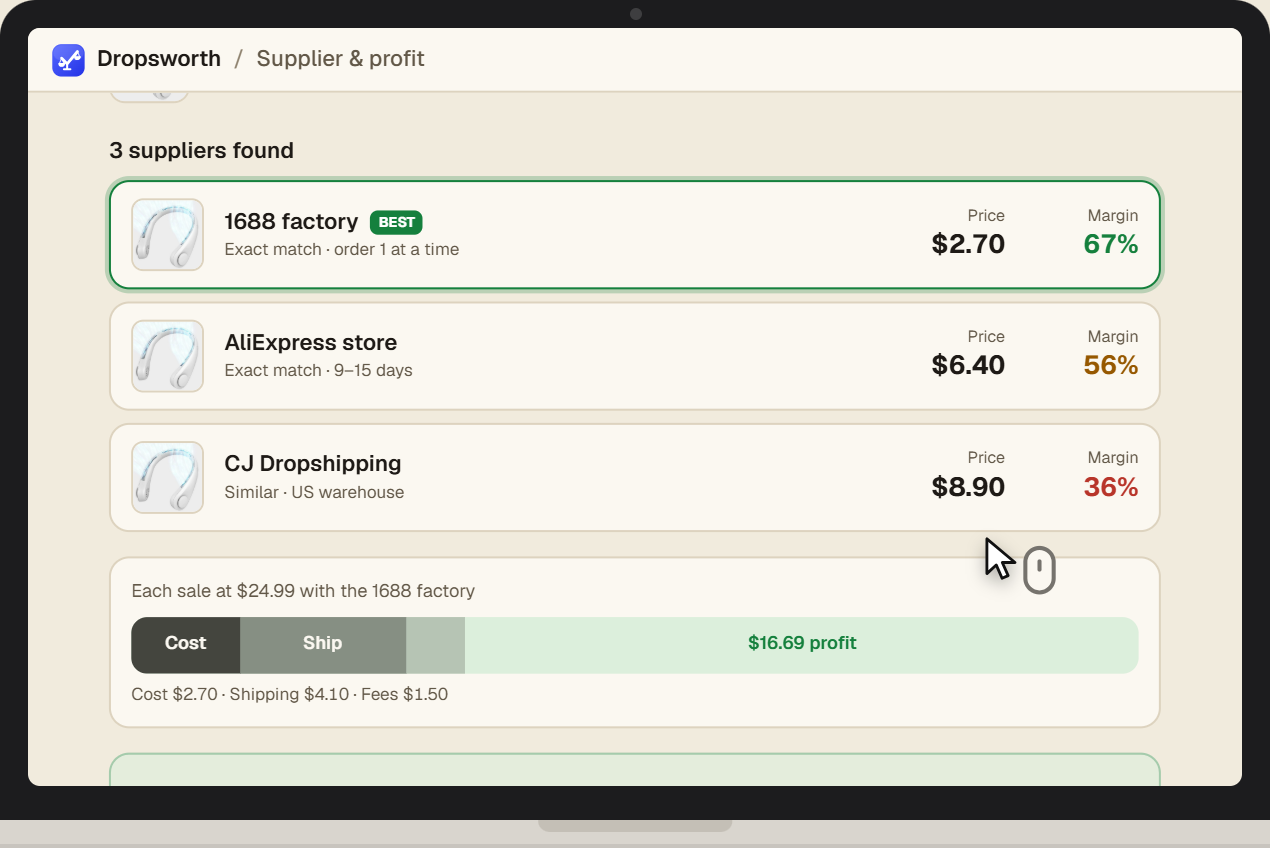 Dropsworth / Supplier & profit
3 suppliers found
1688 factory BEST
Exact match · order 1 at a time
Price
$2.70
Margin
67%
AliExpress store
Exact match · 9–15 days
Price
$6.40
Margin
56%
CJ Dropshipping
Similar · US warehouse
Price
$8.90
Margin
36%
Each sale at $24.99 with the 1688 factory
Cost Ship $16.69 profit
Cost $2.70 · Shipping $4.10 · Fees $1.50